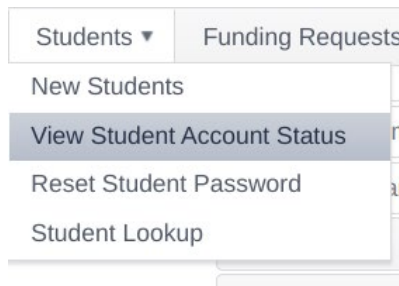 Students ▼ Funding Requests
New Students
View Student Account Status
Reset Student Password
Student Lookup